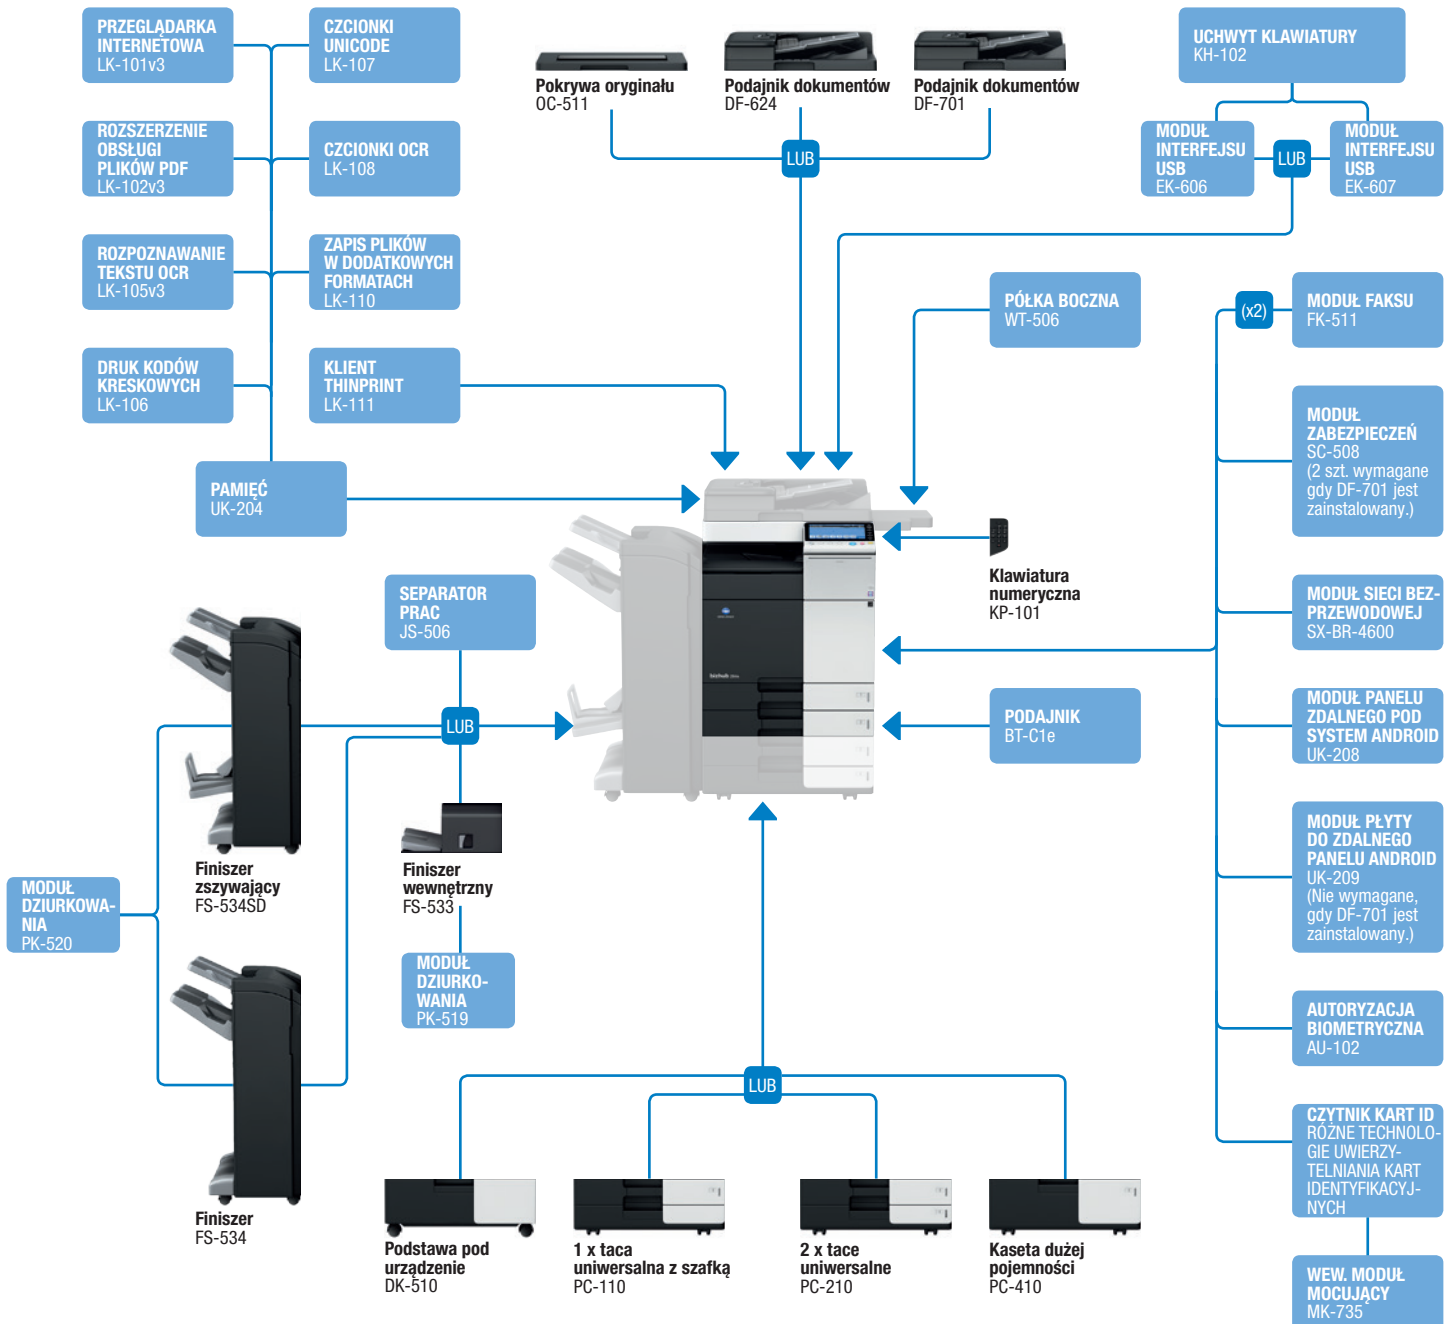 PRZEGLĄDARKA
INTERNETOWA
LK-101v3
CZCIONKI
UNICODE
LK-107
ROZSZERZENIE
OBSŁUGI
PLIKÓW PDF
LK-102v3
CZCIONKI OCR
LK-108
ROZPOZNAWANIE
TEKSTU OCR
LK-105v3
ZAPIS PLIKÓW
W DODATKOWYCH
FORMATACH
LK-110
DRUK KODÓW
KRESKOWYCH
LK-106
KLIENT
THINPRINT
LK-111
PAMIĘĆ
UK-204
Pokrywa oryginału
OC-511
Podajnik dokumentów
DF-624
Podajnik dokumentów
DF-701
LUB
UCHWYT KLAWIATURY
KH-102
MODUŁ
INTERFEJSU
USB
EK-606
LUB
MODUŁ
INTERFEJSU
USB
EK-607
PÓŁKA BOCZNA
WT-506
(x2)
MODUŁ FAKSU
FK-511
MODUŁ
ZABEZPIECZEŃ
SC-508
(2 szt. wymagane
gdy DF-701 jest
zainstalowany.)
Klawiatura
numeryczna
KP-101
MODUŁ SIECI BEZ-
PRZEWODOWEJ
SX-BR-4600
SEPARATOR
PRAC
JS-506
LUB
bizhub
PODAJNIK
BT-C1e
MODUŁ PANELU
ZDALNEGO POD
SYSTEM ANDROID
UK-208
MODUŁ PŁYTY
DO ZDALNEGO
PANELU ANDROID
UK-209
(Nie wymagane,
gdy DF-701 jest
zainstalowany.)
Finiszer
zszywający
FS-534SD
Finiszer
wewnętrzny
FS-533
MODUŁ
DZIURKOWA-
NIA
PK-520
MODUŁ
DZIURKO-
WANIA
PK-519
AUTORYZACJA
BIOMETRYCZNA
AU-102
LUB
CZYTNIK KART ID
RÓŻNE TECHNOLO-
GIE UWIERZY-
TELNIANIA KART
IDENTYFIKACYJ-
NYCH
Finiszer
FS-534
Podstawa pod
urządzenie
DK-510
1 x taca
uniwersalna z szafką
PC-110
2 x tace
uniwersalne
PC-210
Kaseta dużej
pojemności
PC-410
WEW. MODUŁ
MOCUJĄCY
MK-735